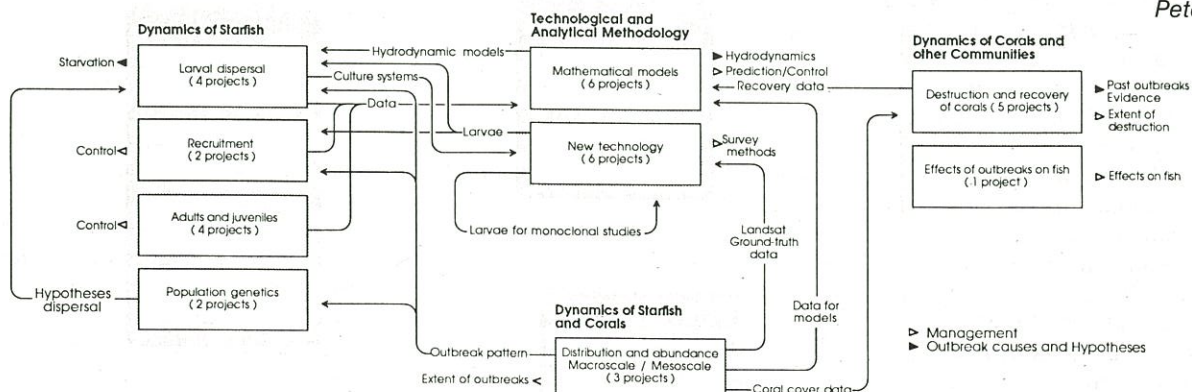 Pete
Dynamics of Starfish
Starvation
Larval dispersal
(4 projects)
Control
Recruitment
(2 projects)
Control
Adults and juveniles
(4 projects)
Hypotheses
dispersal
Population genetics
(2 projects)
Hydrodynamic models
Culture systems
Data
Larvae
Larvae for monoclonal studies
Outbreak pattern
Extent of outbreaks
Technological and
Analytical Methodology
Mathematical models
(6 projects)
New technology
(6 projects)
Hydrodynamics
Prediction/Control
Recovery data
Survey
methods
Landsat
Ground-truth
data
Data for
models
Dynamics of Starfish
and Corals
Distribution and abundance
Macroscale / Mesoscale
(3 projects)
Coral cover data
Dynamics of Corals and
other Communities
Destruction and recovery
of corals (5 projects)
Past outbreaks
Evidence
Extent of
destruction
Effects of outbreaks on fish
(1 project)
Effects on fish
Management
Outbreak causes and Hypotheses